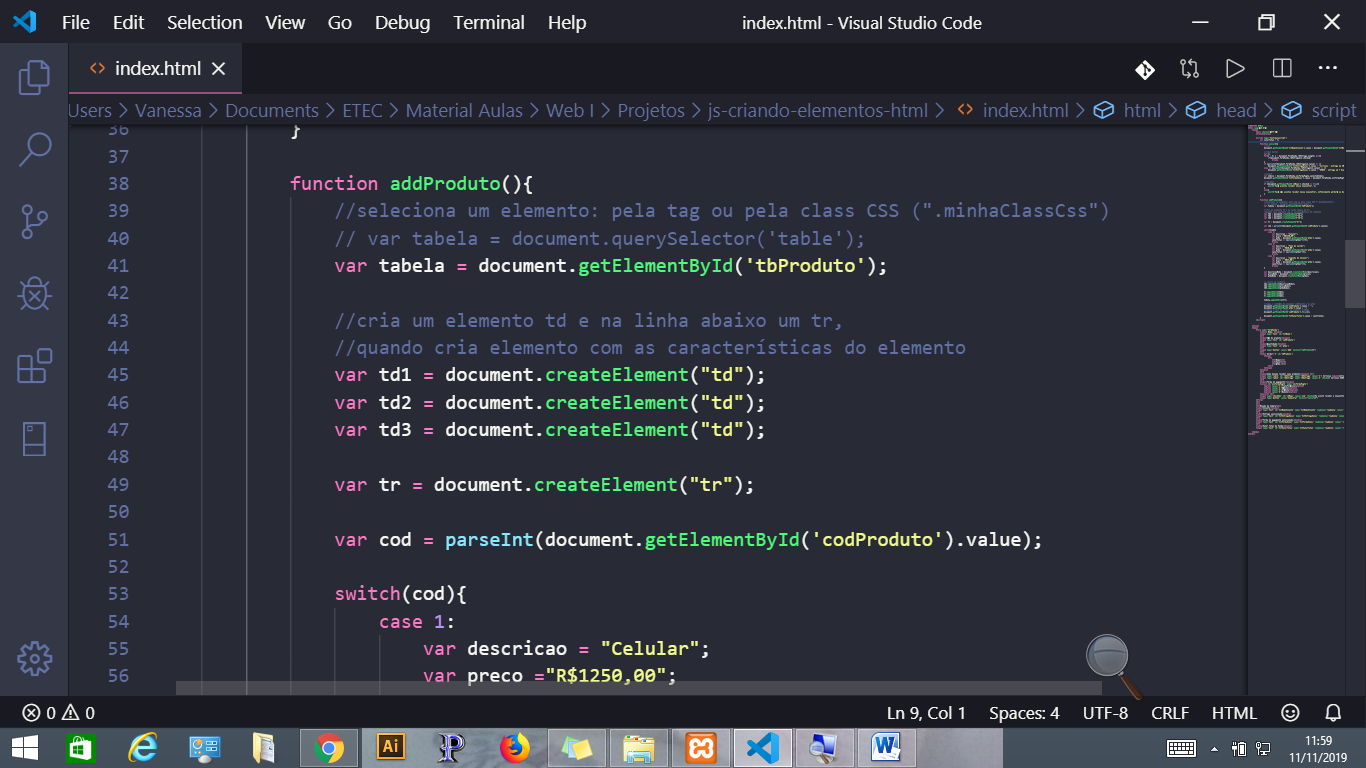 File Edit Selection View Go Debug Terminal Help index.html - Visual Studio Code
index.html
Users > Vanessa > Documents > ETEC > Material Aulas > Web I > Projetos > js-criando-elementos-html > index.html > html > head > script
36 }
37
38 function addProduto(){
39 //seleciona um elemento: pela tag ou pela class CSS (".minhaClassCss")
40 // var tabela = document.querySelector('table');
41 var tabela = document.getElementById('tbProduto');
42
43 //cria um elemento td e na linha abaixo um tr,
44 //quando cria elemento com as características do elemento
45 var td1 = document.createElement("td");
46 var td2 = document.createElement("td");
47 var td3 = document.createElement("td");
48
49 var tr = document.createElement("tr");
50
51 var cod = parseInt(document.getElementById('codProduto').value);
52
53 switch(cod){
54 case 1:
55 var descricao = "Celular";
56 var preco ="R$1250,00";
0 0 Ln 9, Col 1 Spaces: 4 UTF-8 CRLF HTML
Ai
11:59
11/11/2019